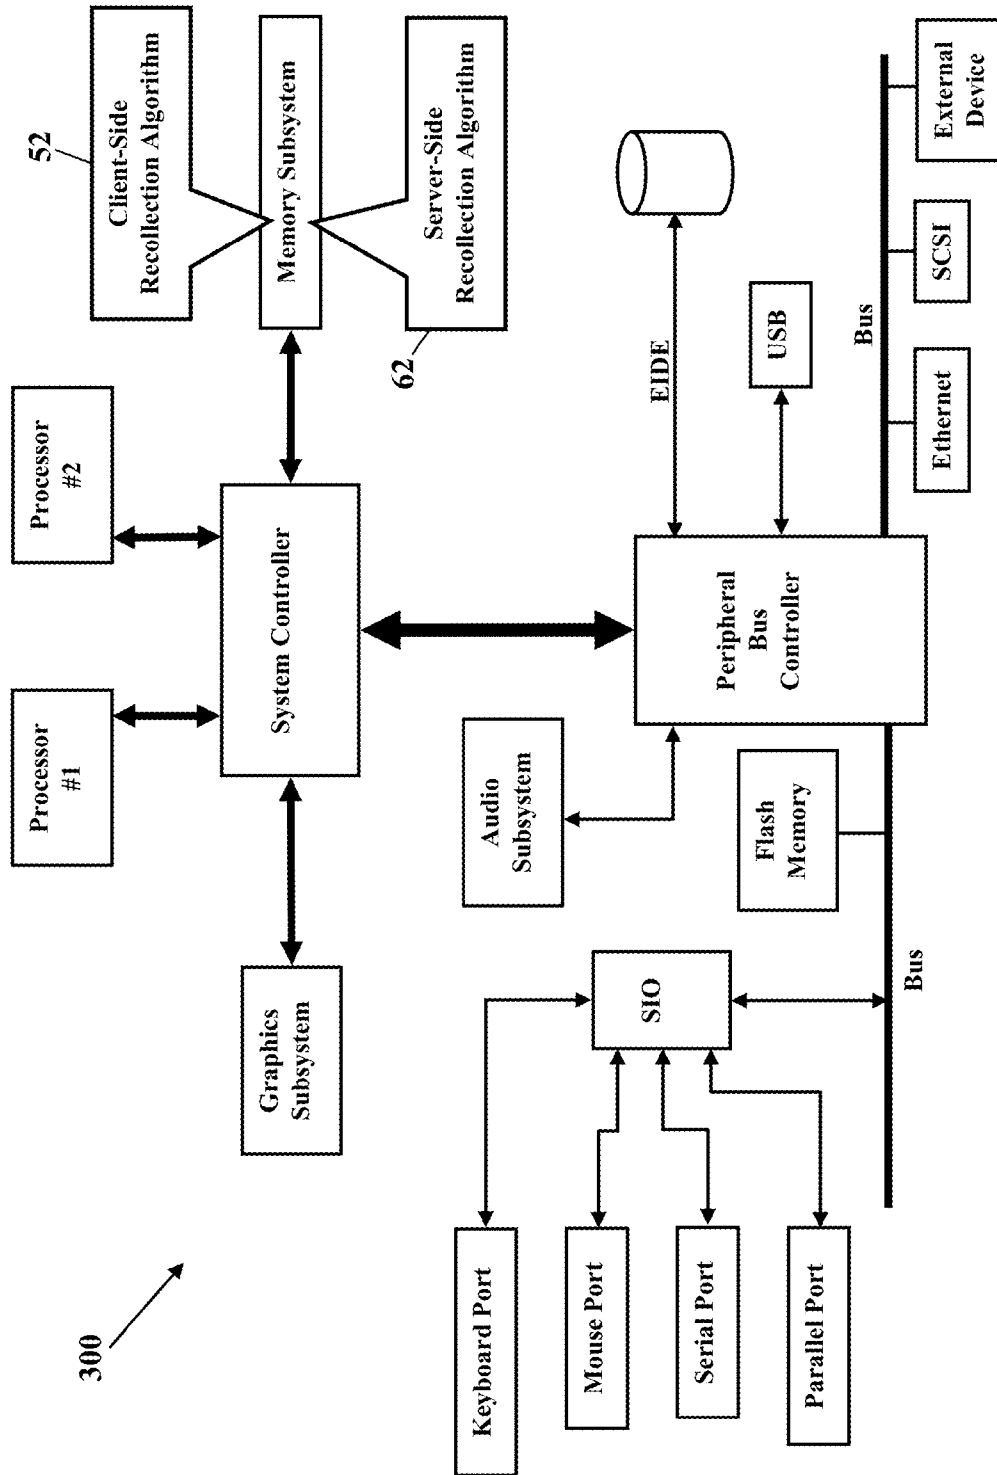 300
Processor
#1
Processor
#2
52
Client-Side
Recollection Algorithm
Graphics
Subsystem
System Controller
Memory Subsystem
62
Server-Side
Recollection Algorithm
Keyboard Port
Mouse Port
Serial Port
Parallel Port
SIO
Audio
Subsystem
Flash
Memory
Peripheral
Bus
Controller
EIDE
USB
Bus
Bus
Ethernet
SCSI
External
Device